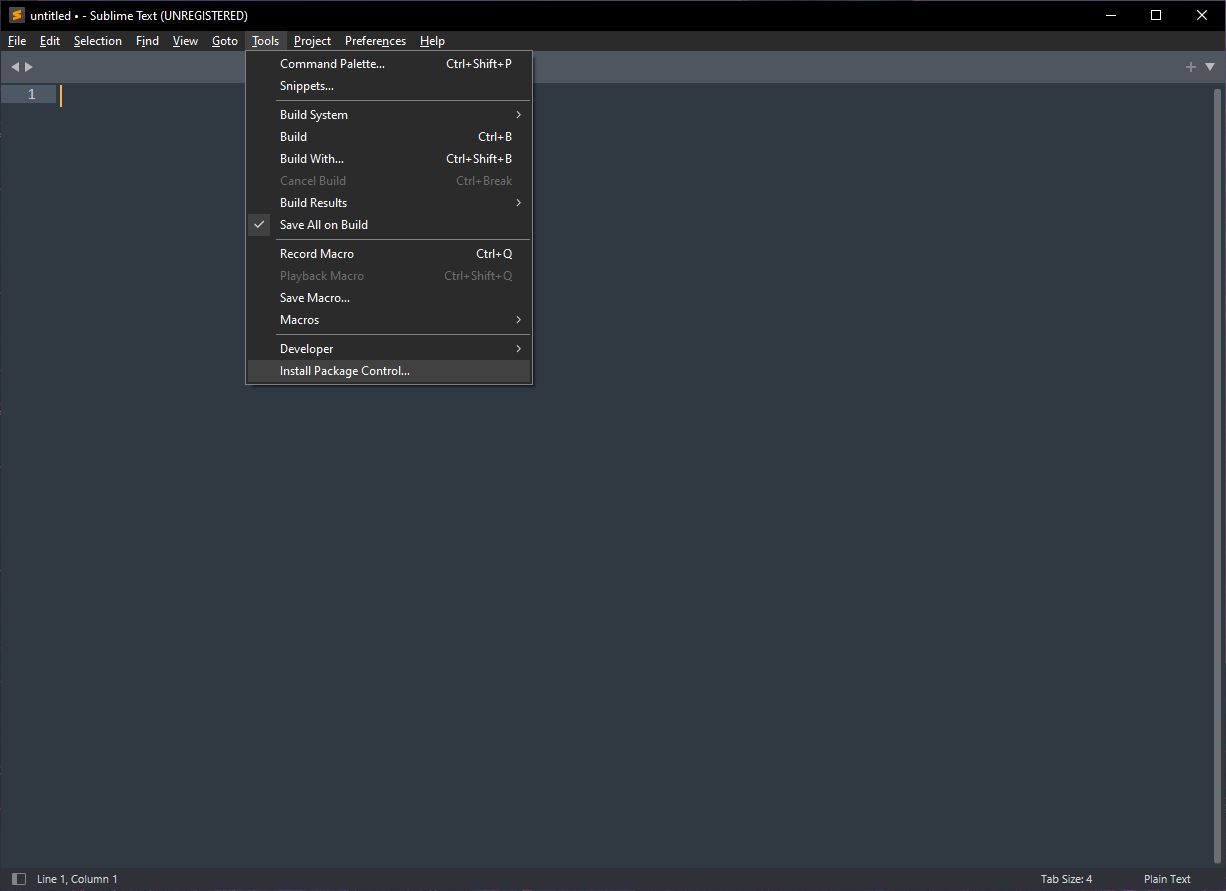 untitled • - Sublime Text (UNREGISTERED)
File Edit Selection Find View Goto Tools Project Preferences Help
Command Palette... Ctrl+Shift+P
Snippets...
1
Build System
Build Ctrl+B
Build With... Ctrl+Shift+B
Cancel Build Ctrl+Break
Build Results
Save All on Build
Record Macro Ctrl+Q
Playback Macro Ctrl+Shift+Q
Save Macro...
Macros
Developer
Install Package Control...
Line 1, Column 1 Tab Size: 4 Plain Text